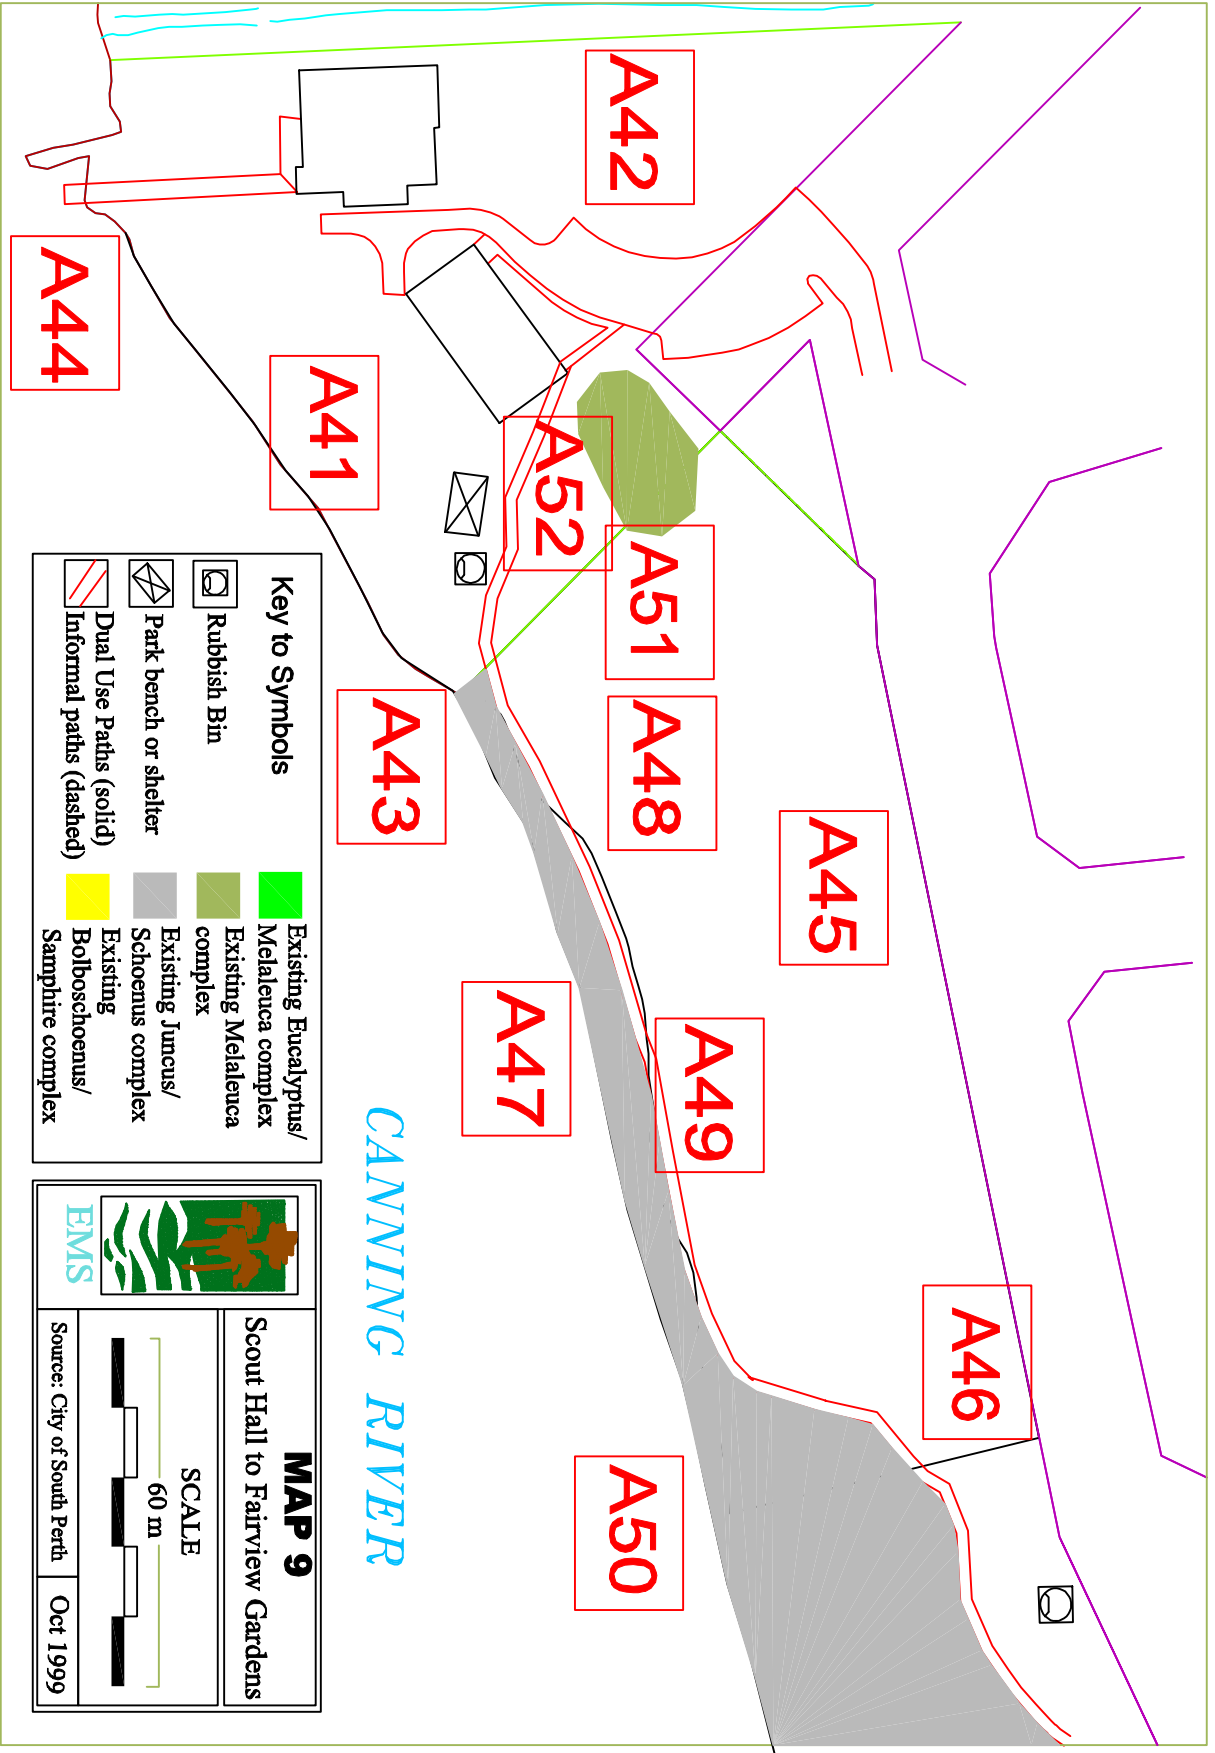 A42
A44
A41
A52
A51
A43
A48
A45
A47
A49
A46
A50
CANNING RIVER
Key to Symbols
Rubbish Bin
Park bench or shelter
Dual Use Paths (solid)
Informal paths (dashed)
Existing Eucalyptus/
Melaleuca complex
Existing Melaleuca
complex
Existing Juncus/
Schoenus complex
Existing
Bolboschoenus/
Samphire complex
EMS
MAP 9
Scout Hall to Fairview Gardens
SCALE
60 m
Source: City of South Perth
Oct 1999